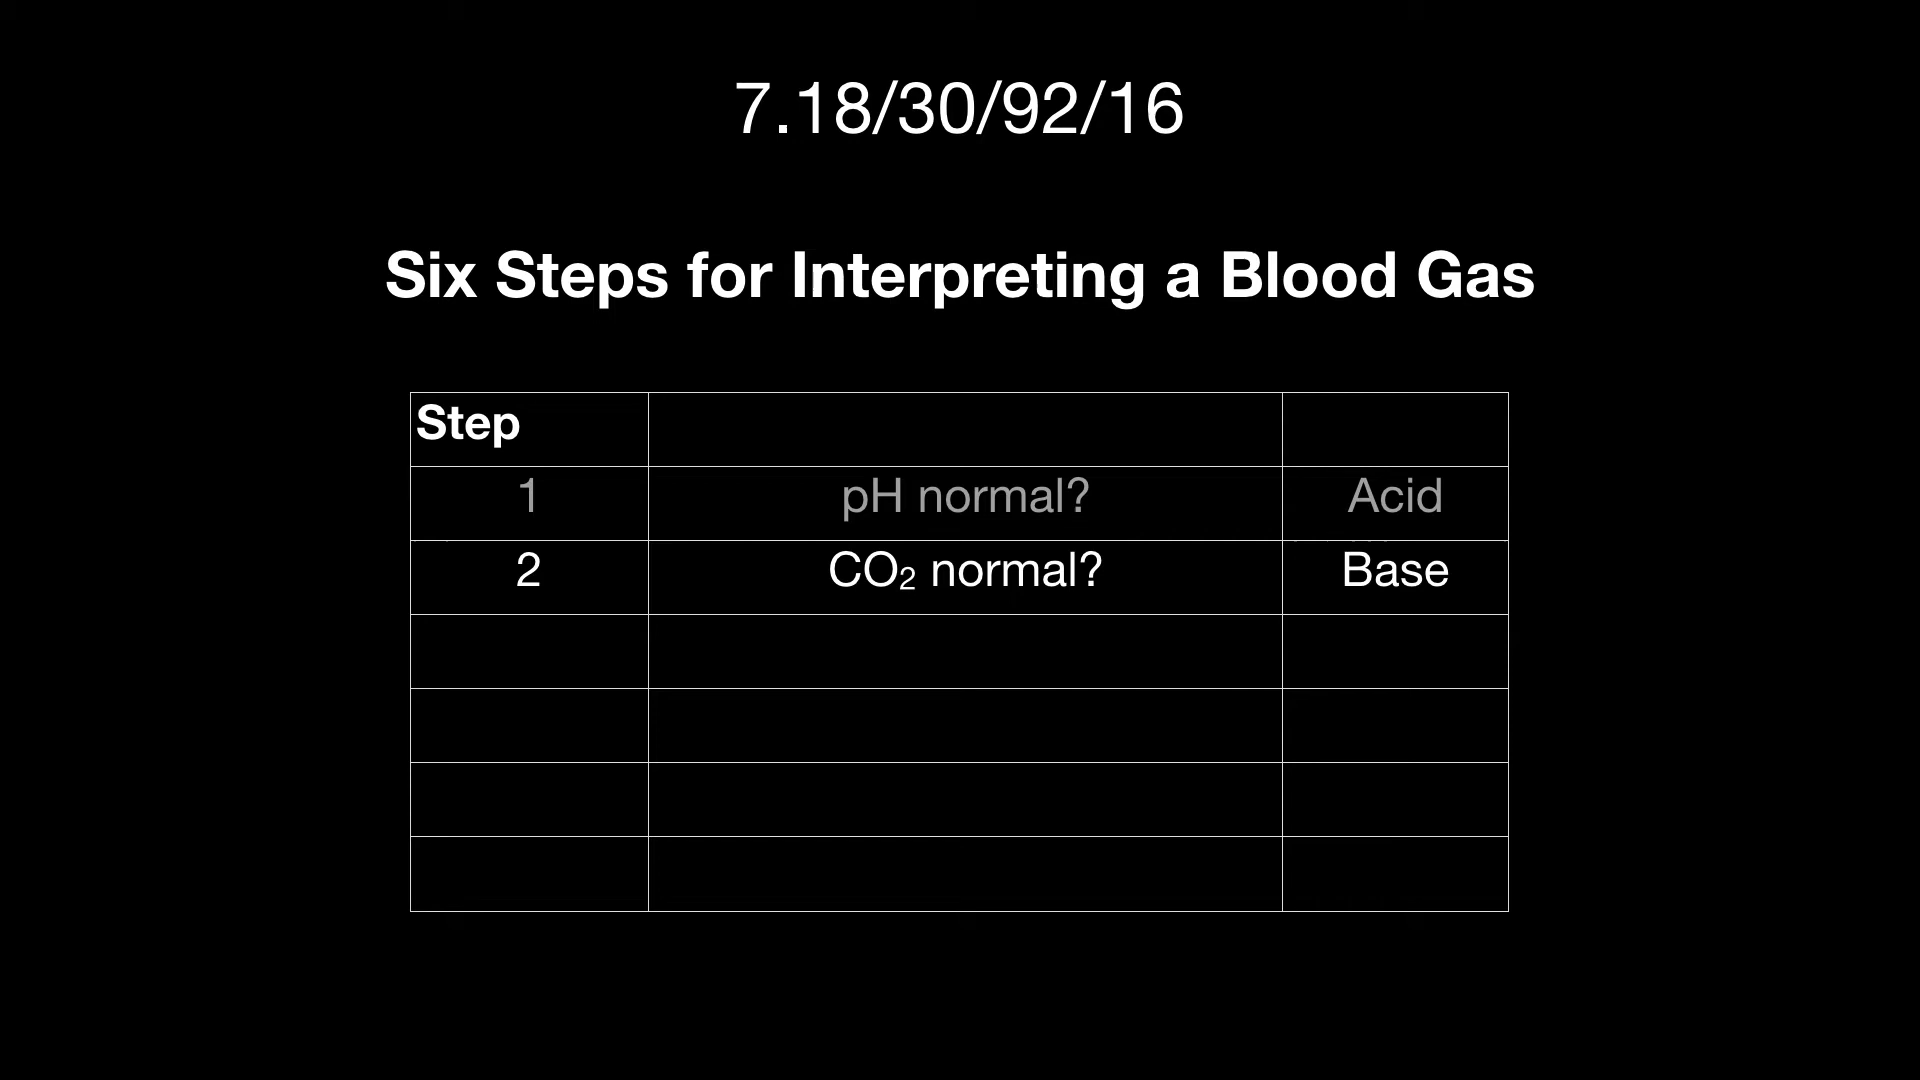 7.18/30/92/16
Six Steps for Interpreting a Blood Gas
Step
1 pH normal? Acid
2 CO₂ normal? Base